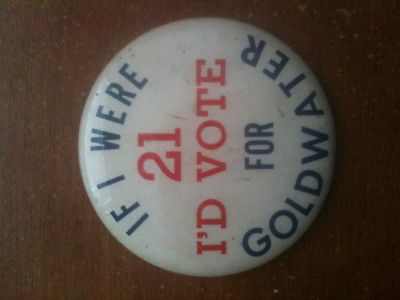 IF I WERE
21
I'D VOTE
FOR
GOLDWATER